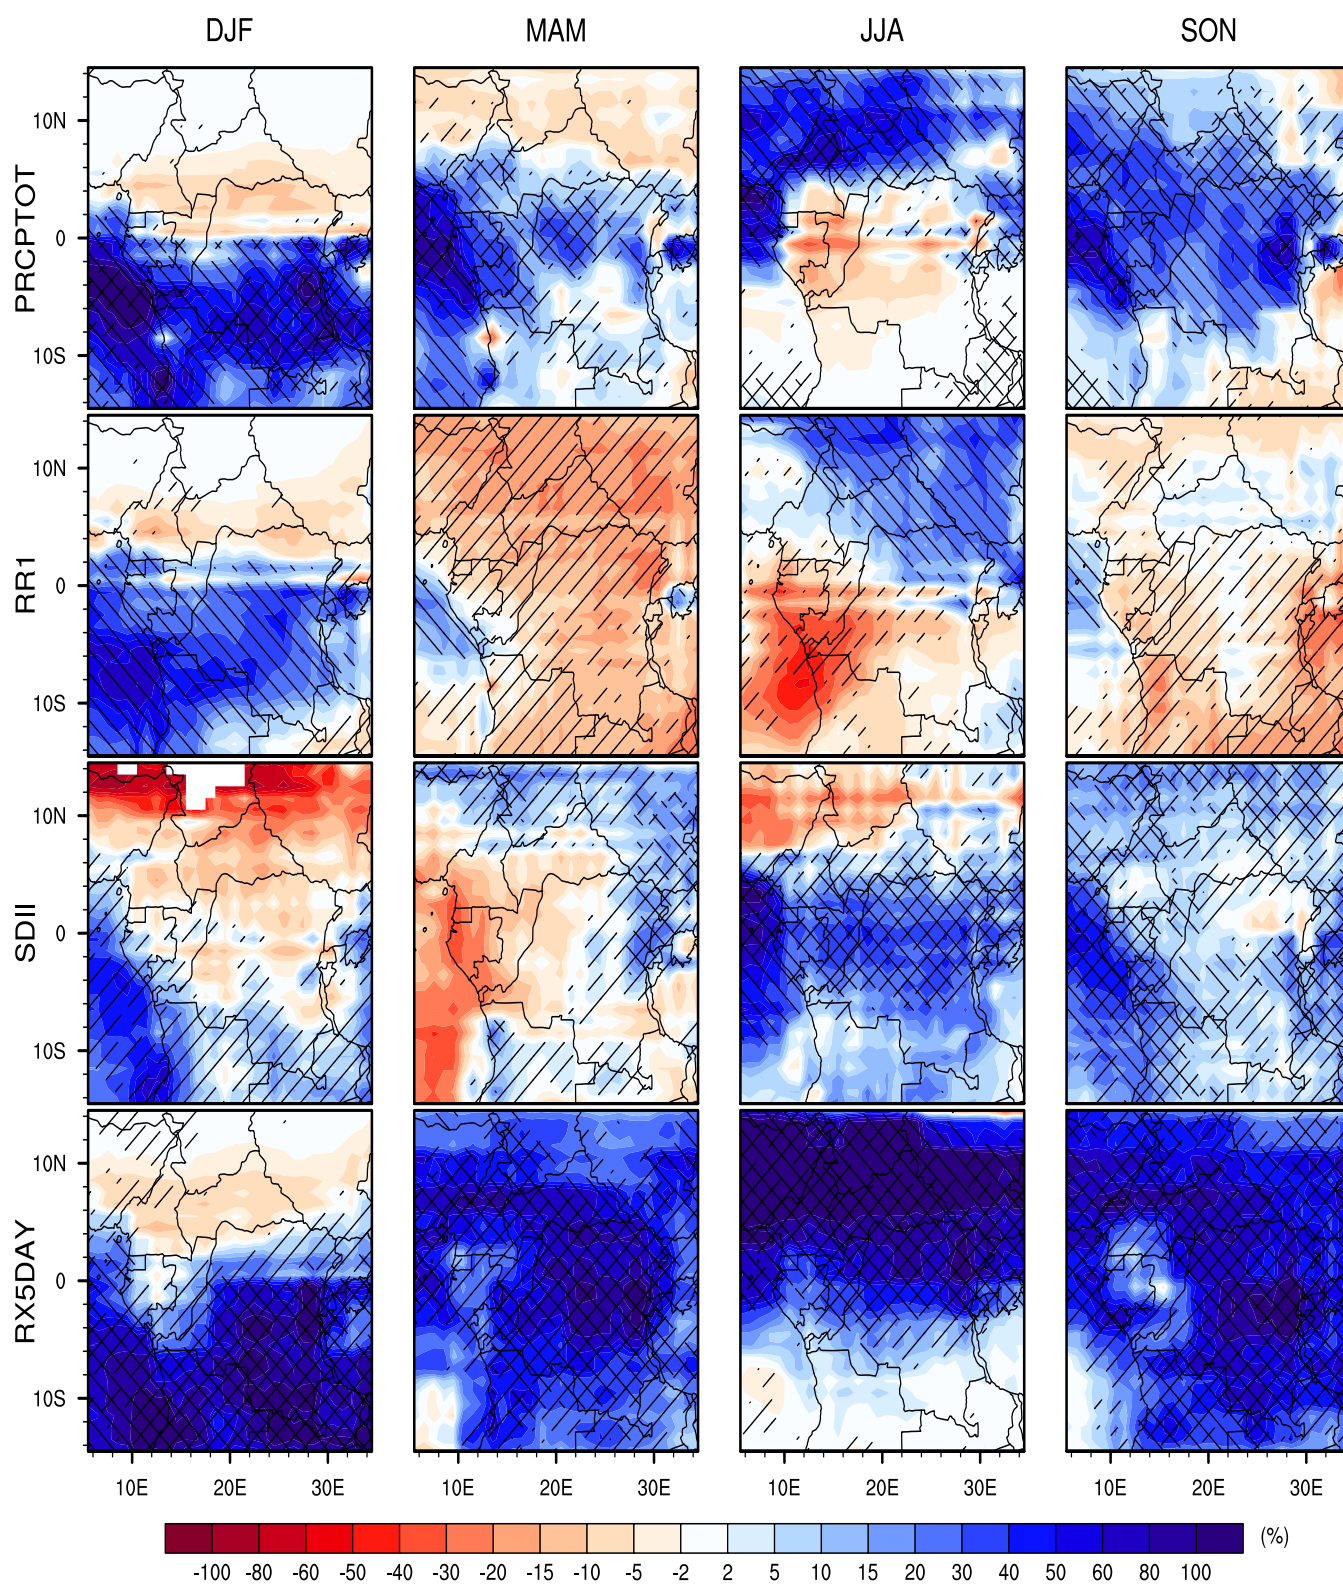 DJF MAM JJA SON
PRCPTOT
10N
0
10S
RR1
10N
0
10S
SDII
10N
0
10S
RX5DAY
10N
0
10S
10E 20E 30E 10E 20E 30E 10E 20E 30E 10E 20E 30E
(%)
-100 -80 -60 -50 -40 -30 -20 -15 -10 -5 -2 2 5 10 15 20 30 40 50 60 80 100